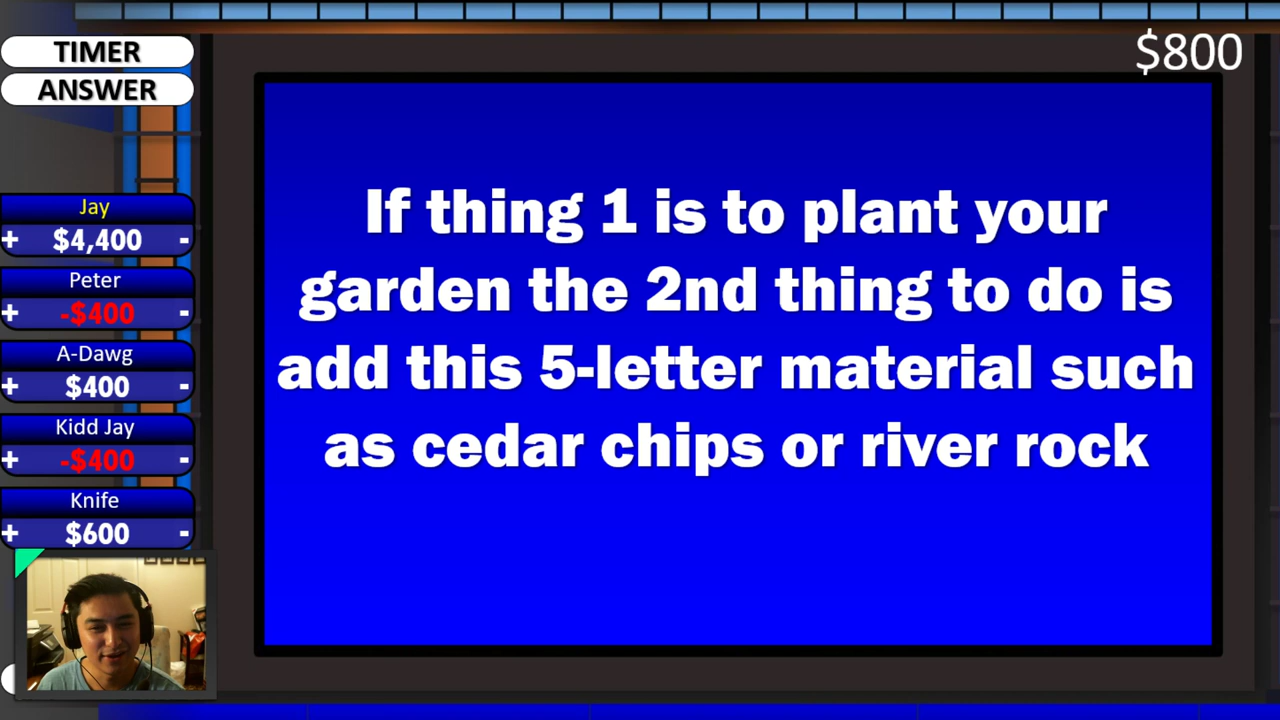 TIMER
ANSWER
$800
If thing 1 is to plant your
garden the 2nd thing to do is
add this 5-letter material such
as cedar chips or river rock
Jay
+ $4,400 -
Peter
+ -$400 -
A-Dawg
+ $400 -
Kidd Jay
+ -$400 -
Knife
+ $600 -